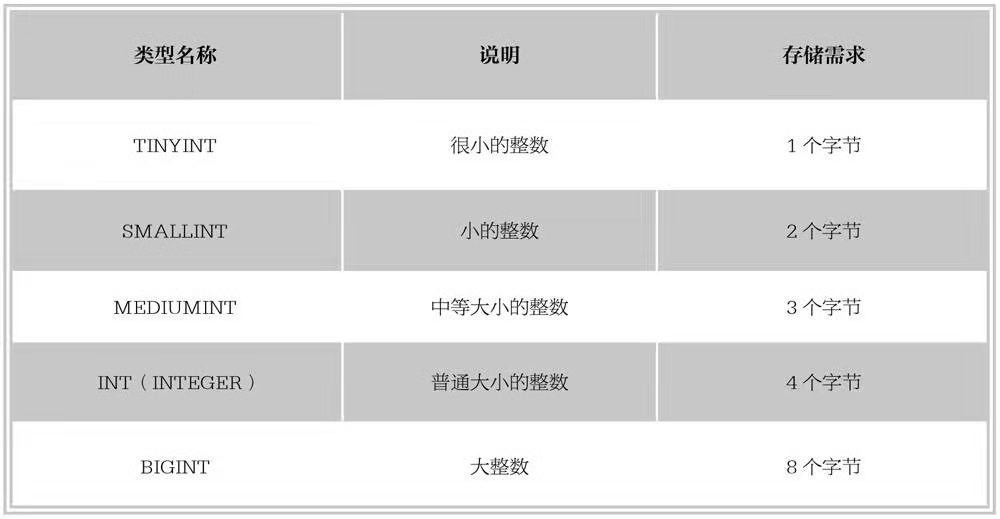 类型名称 说明 存储需求
TINYINT 很小的整数 1个字节
SMALLINT 小的整数 2个字节
MEDIUMINT 中等大小的整数 3个字节
INT（INTEGER） 普通大小的整数 4个字节
BIGINT 大整数 8个字节